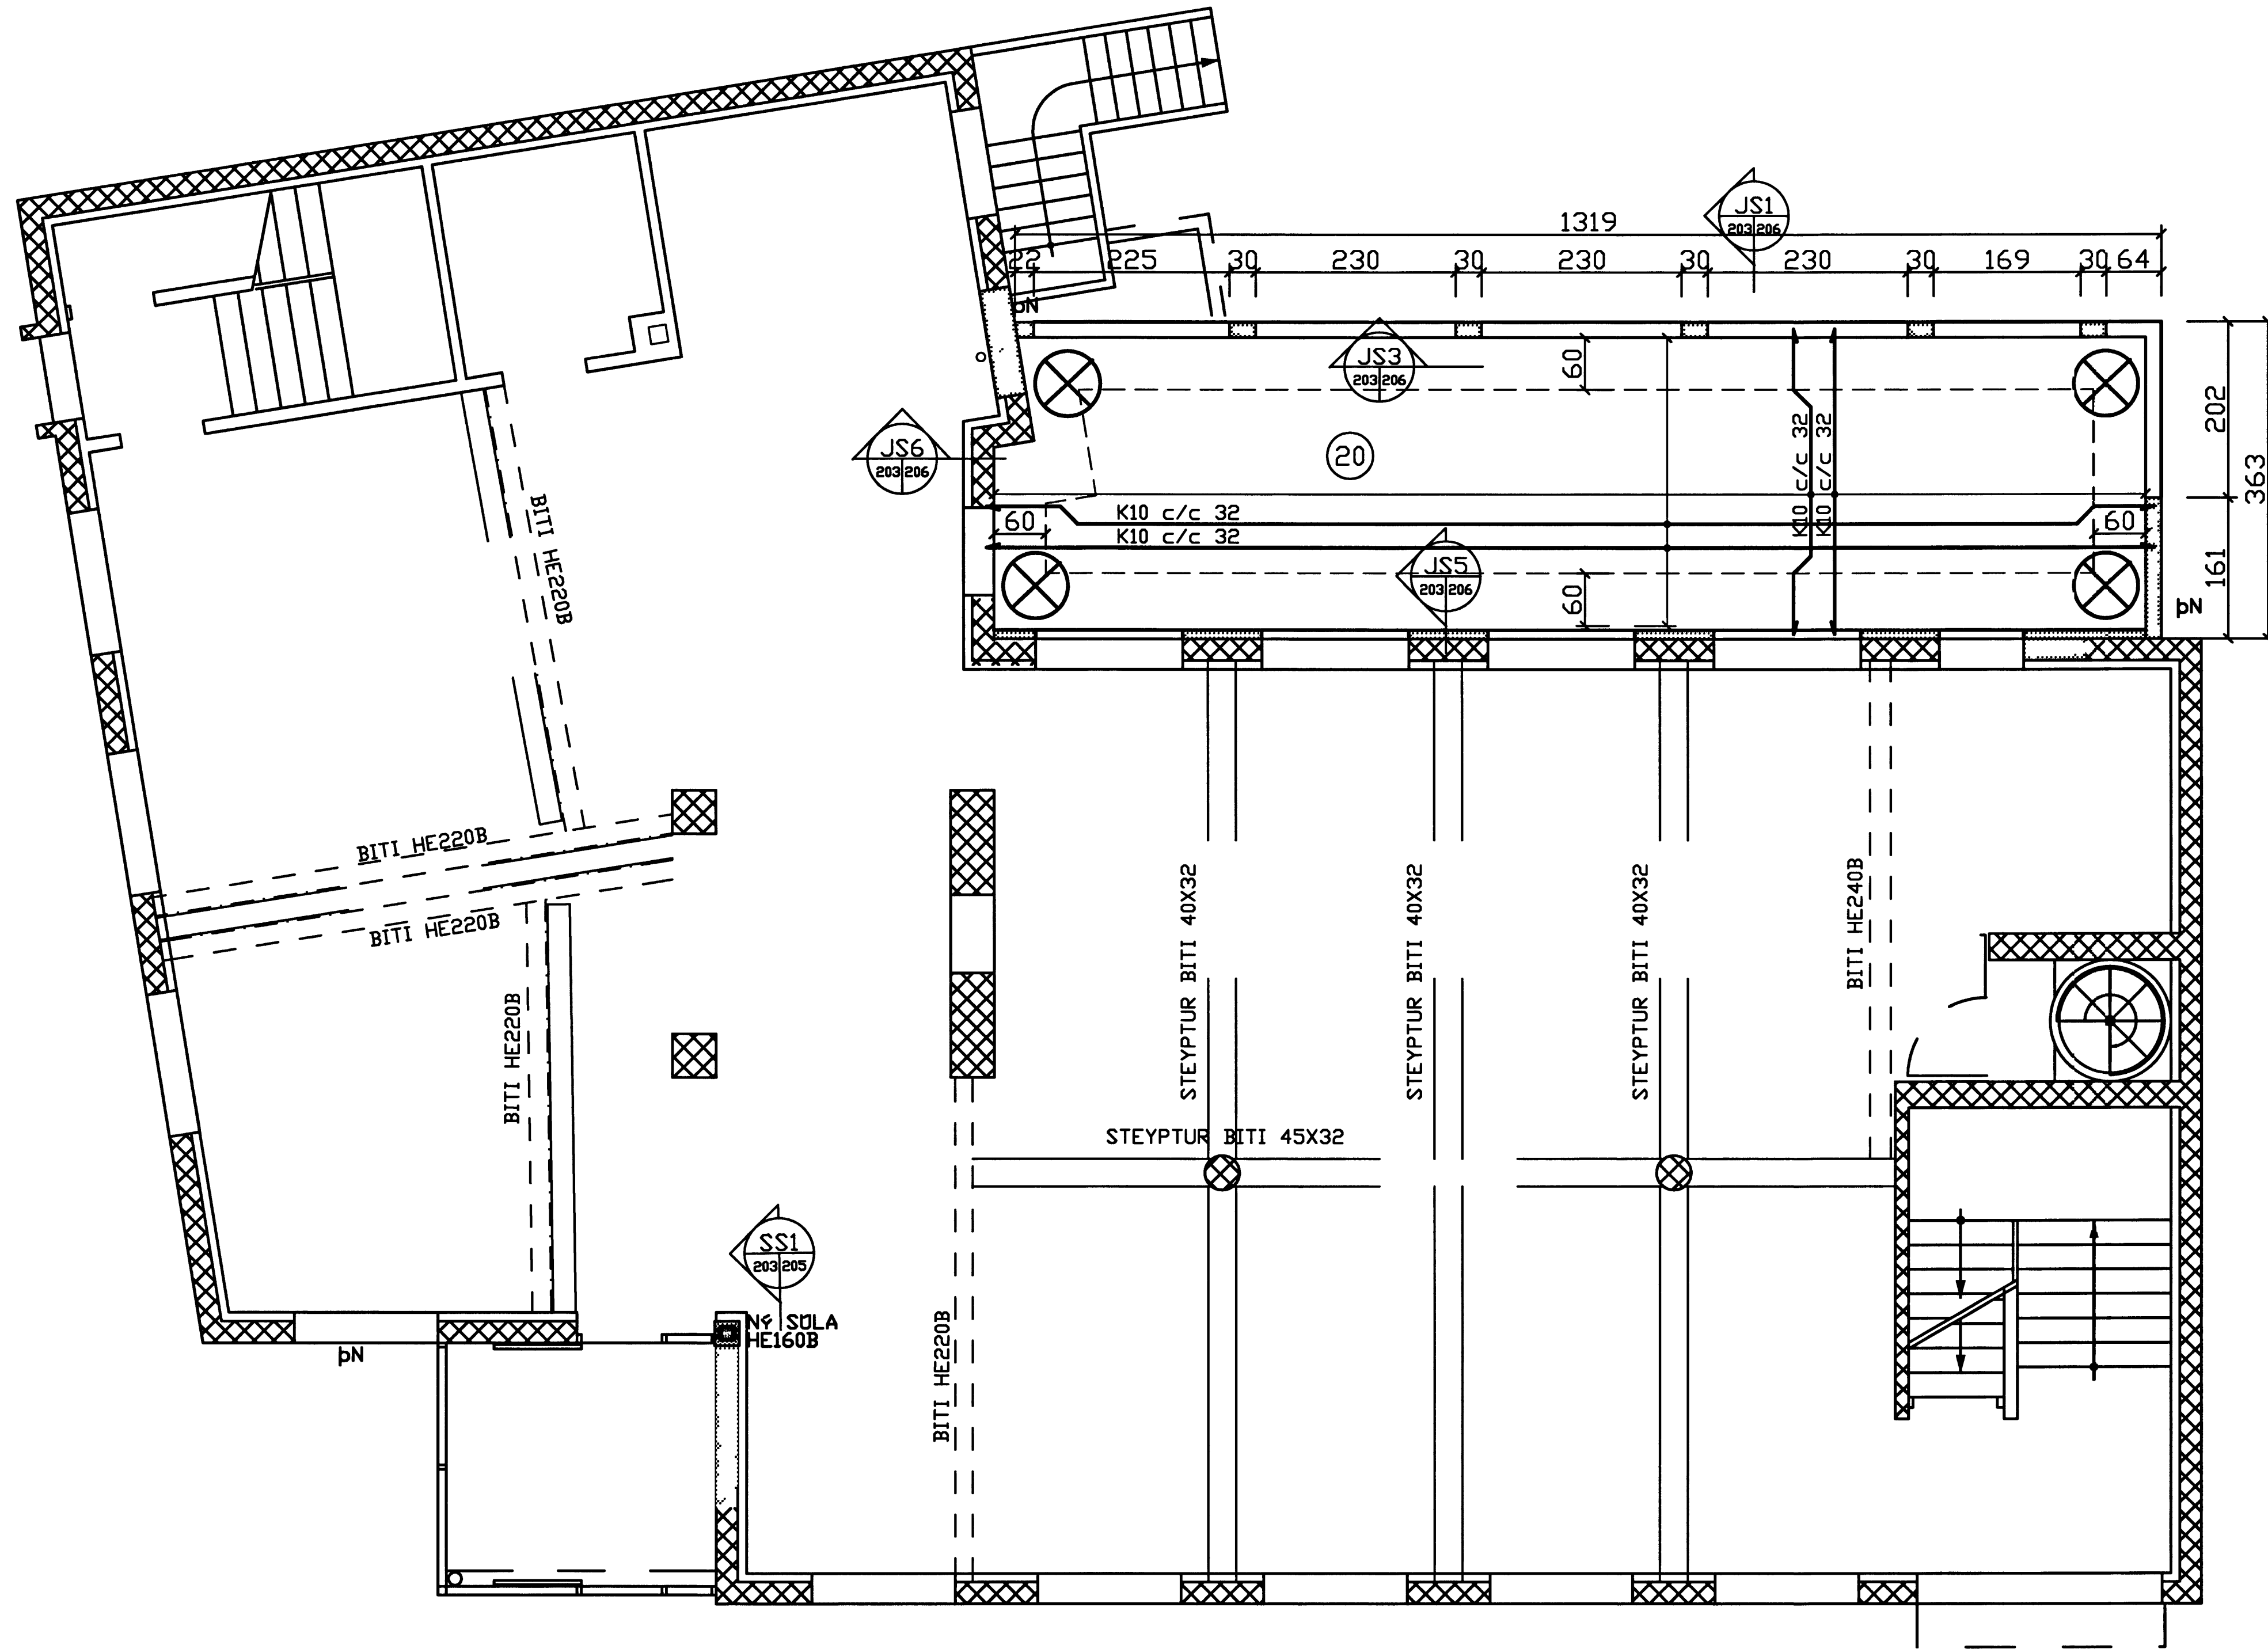 JS1
203 206
1319
22 225 30 230 30 230 30 230 30 169 30 64
þN
JS3
203 206
60
202
363
K10 c/c 32
K10 c/c 32
20
JS6
203 206
K10 c/c 32
60
60
K10 c/c 32
JS5
203 206
60
161
þN
BITI HE220B
BITI HE220B
BITI HE220B
BITI HE220B
STEYPTUR BITI 40X32
STEYPTUR BITI 40X32
STEYPTUR BITI 40X32
BITI HE240B
STEYPTUR BITI 45X32
SS1
203 205
NÝ SÚLA
HE160B
BITI HE220B
þN